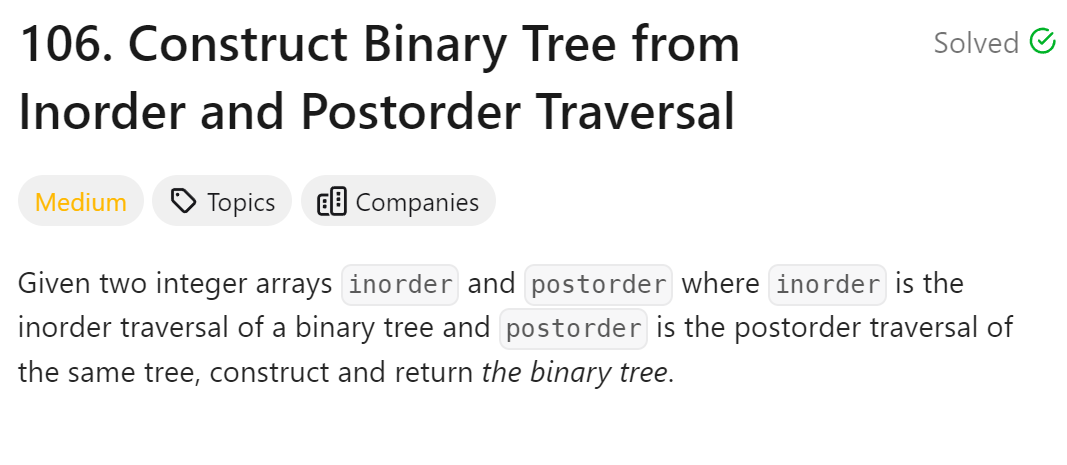 106. Construct Binary Tree from
Solved
Inorder and Postorder Traversal
Medium
Topics
Companies
Given two integer arrays inorder and postorder where inorder is the
inorder traversal of a binary tree and postorder is the postorder traversal of
the same tree, construct and return the binary tree.